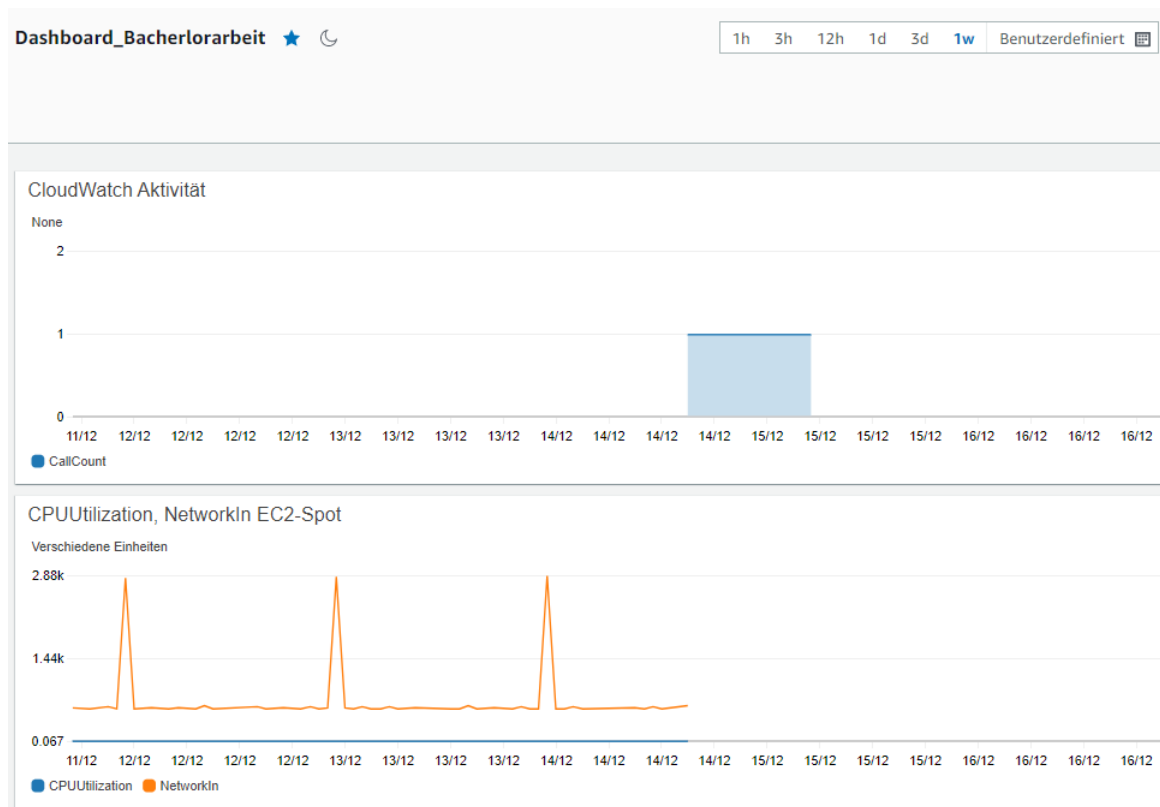 Dashboard_Bacherlorarbeit
1h 3h 12h 1d 3d 1w Benutzerdefiniert
CloudWatch Aktivität
None
2
1
0
11/12 12/12 12/12 12/12 12/12 13/12 13/12 13/12 13/12 14/12 14/12 14/12 14/12 15/12 15/12 15/12 15/12 16/12 16/12 16/12 16/12
CallCount
CPUUtilization, NetworkIn EC2-Spot
Verschiedene Einheiten
2.88k
1.44k
0.067
11/12 12/12 12/12 12/12 12/12 13/12 13/12 13/12 13/12 14/12 14/12 14/12 14/12 15/12 15/12 15/12 15/12 16/12 16/12 16/12 16/12
CPUUtilization NetworkIn